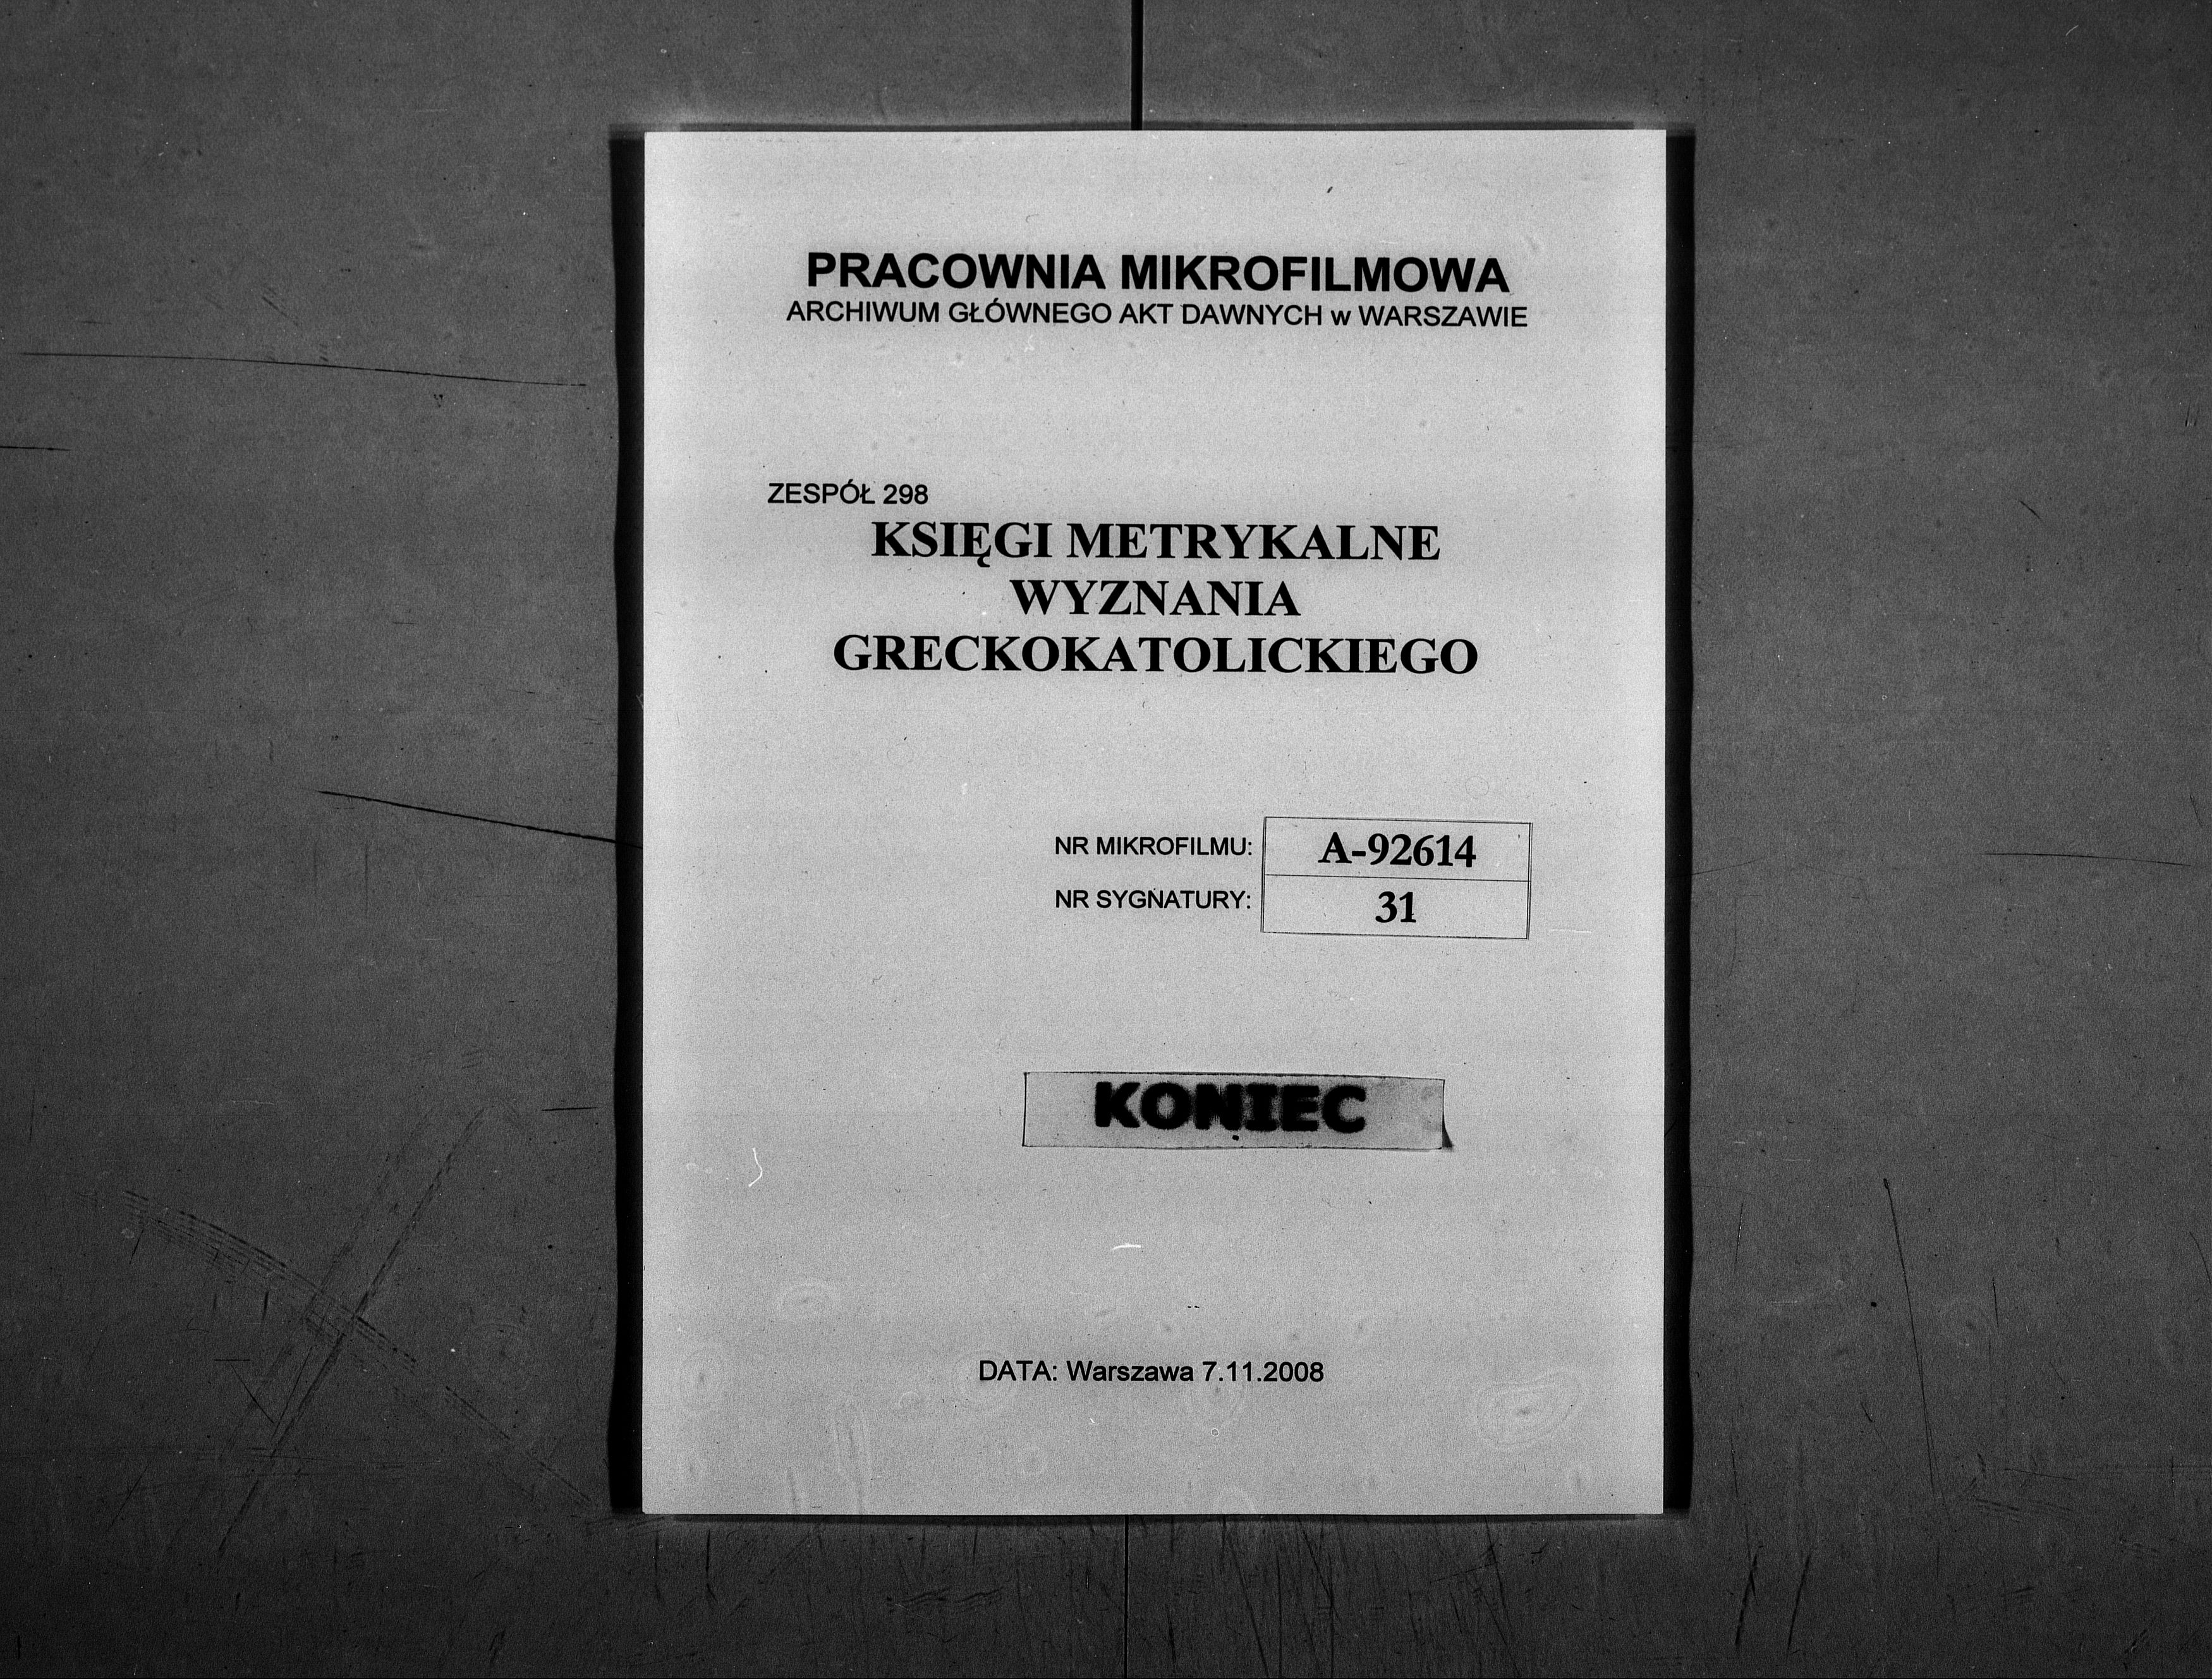 PRACOWNIA MIKROFILMOWA
ARCHIWUM GŁÓWNEGO AKT DAWNYCH w WARSZAWIE
ZESPÓŁ 298
KSIĘGI METRYKALNE
WYZNANIA
GRECKOKATOLICKIEGO
NR MIKROFILMU: A-92614
NR SYGNATURY: 31
KONIEC
DATA: Warszawa 7.11.2008